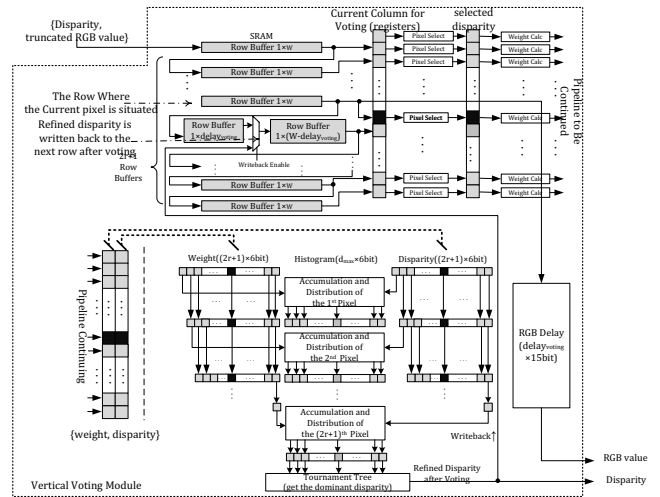 {Disparity,
truncated RGB value}
SRAM
Current Column for
Voting (registers)
selected
disparity
Row Buffer 1×w
Pixel Select
Weight Calc
Row Buffer 1×w
Pixel Select
Weight Calc
Pixel Select
Weight Calc
The Row Where
the Current pixel is situated
Row Buffer 1×w
Refined disparity is
written back to the
next row after voting
Row Buffer
1×delayvoting
Row Buffer
1×(W-delayvoting)
Pixel Select
Weight Calc
Pipeline to Be
Continued
2r+1
Row
Buffers
Writeback Enable
Row Buffer 1×w
Pixel Select
Weight Calc
Row Buffer 1×w
Pixel Select
Weight Calc
Weight((2r+1)×6bit)
Histogram(dmax×6bit)
Disparity((2r+1)×6bit)
Pipeline Continuing
Accumulation and
Distribution of
the 1st Pixel
Accumulation and
Distribution of
the 2nd Pixel
RGB Delay
(delayvoting
×15bit)
Accumulation and
Distribution of
the (2r+1)th Pixel
{weight, disparity}
Writeback↑
RGB value
Tournament Tree
(get the dominant disparity)
Refined Disparity
after Voting
Disparity
Vertical Voting Module